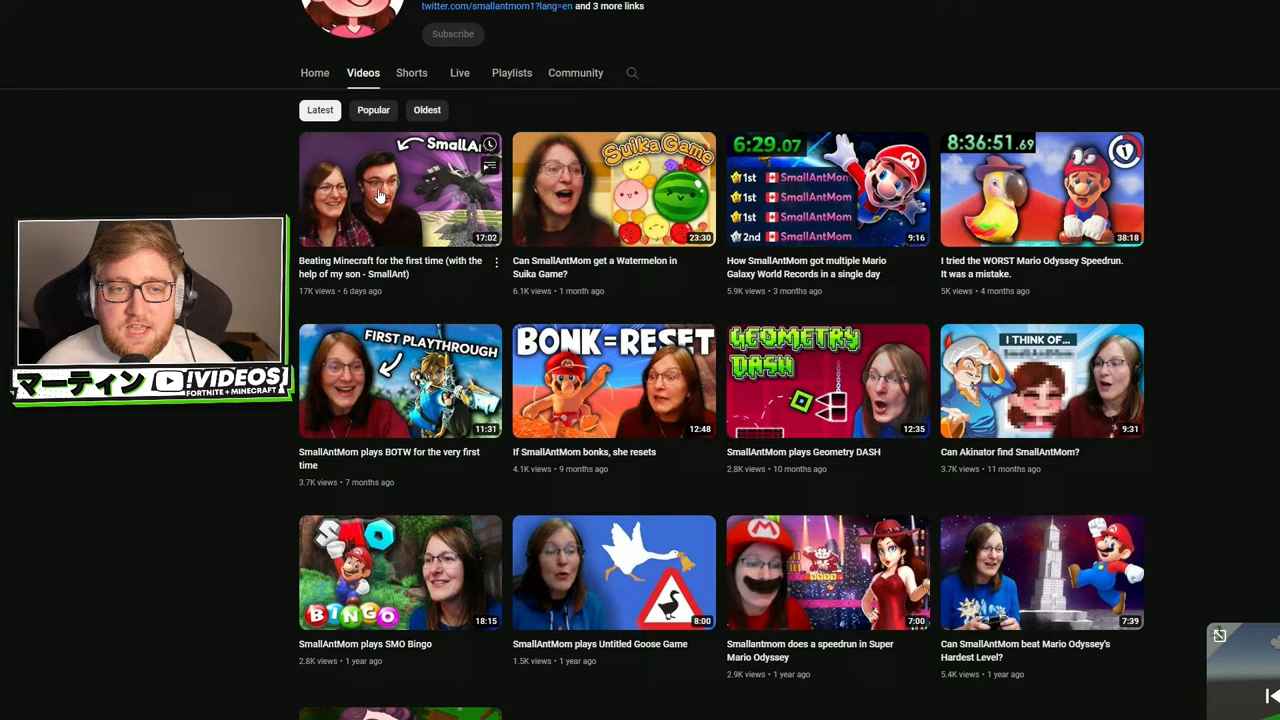 twitter.com/smallantmom1?lang=en and 3 more links
Subscribe
Home Videos Shorts Live Playlists Community
Latest Popular Oldest
SmallA
17:02
Beating Minecraft for the first time (with the
help of my son - SmallAnt)
17K views • 6 days ago
Suika Game
23:30
Can SmallAntMom get a Watermelon in
Suika Game?
6.1K views • 1 month ago
6:29.07
1st SmallAntMom
1st SmallAntMom
1st SmallAntMom
2nd SmallAntMom
9:16
How SmallAntMom got multiple Mario
Galaxy World Records in a single day
5.9K views • 3 months ago
8:36:51.69
1
38:18
I tried the WORST Mario Odyssey Speedrun.
It was a mistake.
5K views • 4 months ago
マーティン
!VIDEOS
FORTNITE + MINECRAFT
FIRST PLAYTHROUGH
11:31
SmallAntMom plays BOTW for the very first
time
3.7K views • 7 months ago
BONK=RESET
12:48
If SmallAntMom bonks, she resets
4.1K views • 9 months ago
GEOMETRY
DASH
12:35
SmallAntMom plays Geometry DASH
2.8K views • 10 months ago
I THINK OF...
9:31
Can Akinator find SmallAntMom?
3.7K views • 11 months ago
SMO
BINGO
18:15
SmallAntMom plays SMO Bingo
2.8K views • 1 year ago
8:00
SmallAntMom plays Untitled Goose Game
1.5K views • 1 year ago
7:00
Smallantmom does a speedrun in Super
Mario Odyssey
2.9K views • 1 year ago
7:39
Can SmallAntMom beat Mario Odyssey's
Hardest Level?
5.4K views • 1 year ago